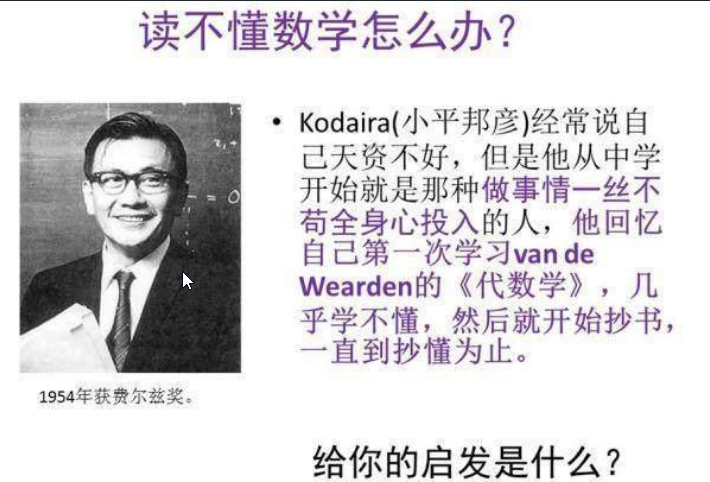 读不懂数学怎么办？
• Kodaira(小平邦彦)经常说自
己天资不好，但是他从中学
开始就是那种做事情一丝不
苟全身心投入的人，他回忆
自己第一次学习van de
Wearden的《代数学》，几
乎学不懂，然后就开始抄书，
一直到抄懂为止。
= 0
1954年获费尔兹奖。
给你的启发是什么？